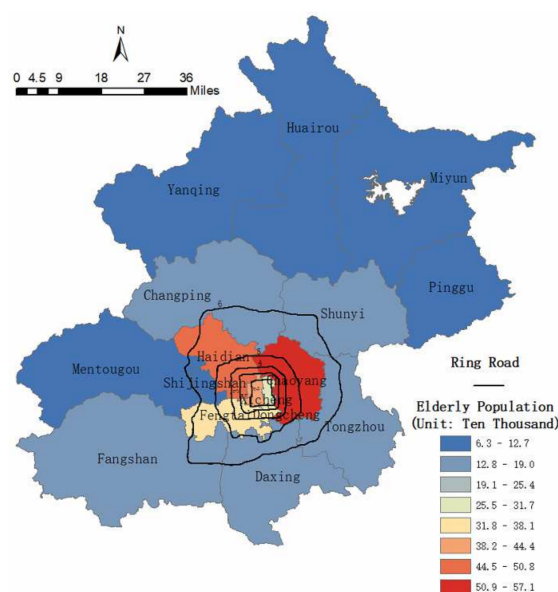 N
0 4.5 9 18 27 36
Miles
Huairou
Miyun
Yanqing
Pinggu
Changping
6
Shunyi
Haidian
5
Mentougou
Shijingshan
Chaoyang
Xicheng
Fengtai
Dongcheng
Tongzhou
Fangshan
Daxing
Ring Road
Elderly Population
(Unit: Ten Thousand)
6.3 - 12.7
12.8 - 19.0
19.1 - 25.4
25.5 - 31.7
31.8 - 38.1
38.2 - 44.4
44.5 - 50.8
50.9 - 57.1